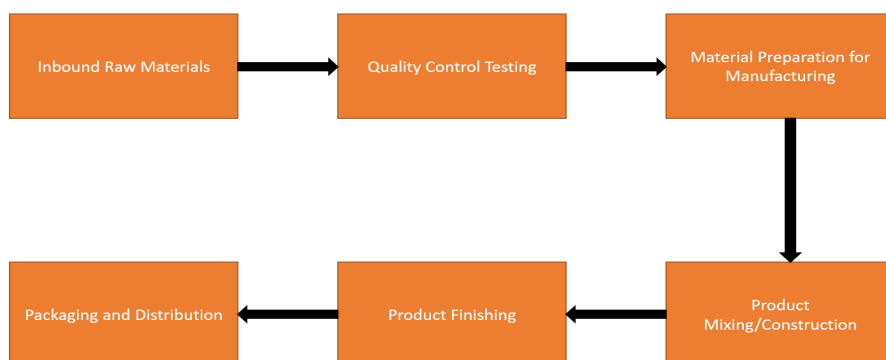 Inbound Raw Materials
Quality Control Testing
Material Preparation for
Manufacturing
Product
Mixing/Construction
Product Finishing
Packaging and Distribution